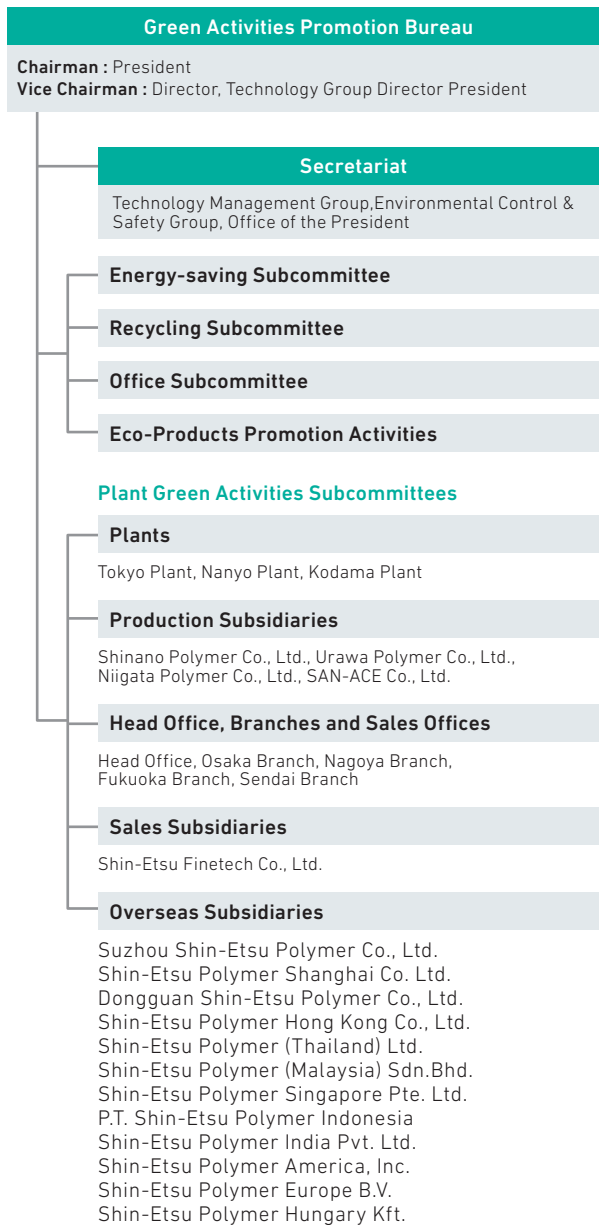 Green Activities Promotion Bureau
Chairman : President
Vice Chairman : Director, Technology Group Director President
Secretariat
Technology Management Group,Environmental Control &
Safety Group, Office of the President
Energy-saving Subcommittee
Recycling Subcommittee
Office Subcommittee
Eco-Products Promotion Activities
Plant Green Activities Subcommittees
Plants
Tokyo Plant, Nanyo Plant, Kodama Plant
Production Subsidiaries
Shinano Polymer Co., Ltd., Urawa Polymer Co., Ltd.,
Niigata Polymer Co., Ltd., SAN-ACE Co., Ltd.
Head Office, Branches and Sales Offices
Head Office, Osaka Branch, Nagoya Branch,
Fukuoka Branch, Sendai Branch
Sales Subsidiaries
Shin-Etsu Finetech Co., Ltd.
Overseas Subsidiaries
Suzhou Shin-Etsu Polymer Co., Ltd.
Shin-Etsu Polymer Shanghai Co. Ltd.
Dongguan Shin-Etsu Polymer Co., Ltd.
Shin-Etsu Polymer Hong Kong Co., Ltd.
Shin-Etsu Polymer (Thailand) Ltd.
Shin-Etsu Polymer (Malaysia) Sdn.Bhd.
Shin-Etsu Polymer Singapore Pte. Ltd.
P.T. Shin-Etsu Polymer Indonesia
Shin-Etsu Polymer India Pvt. Ltd.
Shin-Etsu Polymer America, Inc.
Shin-Etsu Polymer Europe B.V.
Shin-Etsu Polymer Hungary Kft.